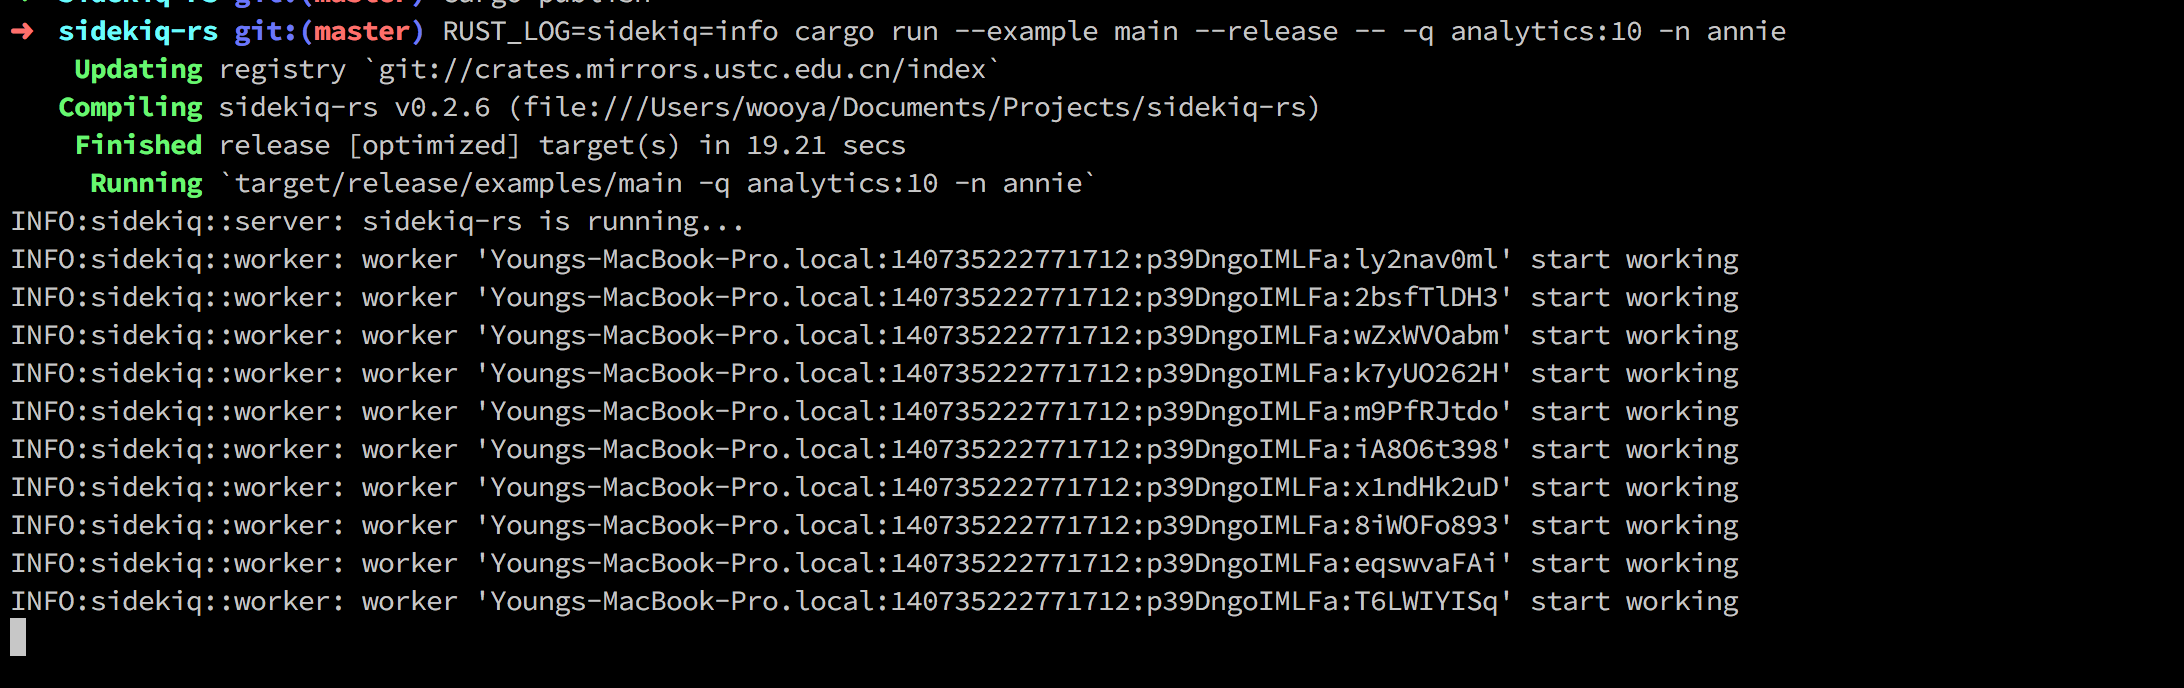 ➜  sidekiq-rs git:(master) cargo publish
➜  sidekiq-rs git:(master) RUST_LOG=sidekiq=info cargo run --example main --release -- -q analytics:10 -n annie
    Updating registry `git://crates.mirrors.ustc.edu.cn/index`
   Compiling sidekiq-rs v0.2.6 (file:///Users/wooya/Documents/Projects/sidekiq-rs)
    Finished release [optimized] target(s) in 19.21 secs
     Running `target/release/examples/main -q analytics:10 -n annie`
INFO:sidekiq::server: sidekiq-rs is running...
INFO:sidekiq::worker: worker 'Youngs-MacBook-Pro.local:140735222771712:p39DngoIMLFa:ly2nav0ml' start working
INFO:sidekiq::worker: worker 'Youngs-MacBook-Pro.local:140735222771712:p39DngoIMLFa:2bsfTlDH3' start working
INFO:sidekiq::worker: worker 'Youngs-MacBook-Pro.local:140735222771712:p39DngoIMLFa:wZxWVOabm' start working
INFO:sidekiq::worker: worker 'Youngs-MacBook-Pro.local:140735222771712:p39DngoIMLFa:k7yUO262H' start working
INFO:sidekiq::worker: worker 'Youngs-MacBook-Pro.local:140735222771712:p39DngoIMLFa:m9PfRJtdo' start working
INFO:sidekiq::worker: worker 'Youngs-MacBook-Pro.local:140735222771712:p39DngoIMLFa:iA8O6t398' start working
INFO:sidekiq::worker: worker 'Youngs-MacBook-Pro.local:140735222771712:p39DngoIMLFa:x1ndHk2uD' start working
INFO:sidekiq::worker: worker 'Youngs-MacBook-Pro.local:140735222771712:p39DngoIMLFa:8iWOFo893' start working
INFO:sidekiq::worker: worker 'Youngs-MacBook-Pro.local:140735222771712:p39DngoIMLFa:eqswvaFAi' start working
INFO:sidekiq::worker: worker 'Youngs-MacBook-Pro.local:140735222771712:p39DngoIMLFa:T6LWIYISq' start working